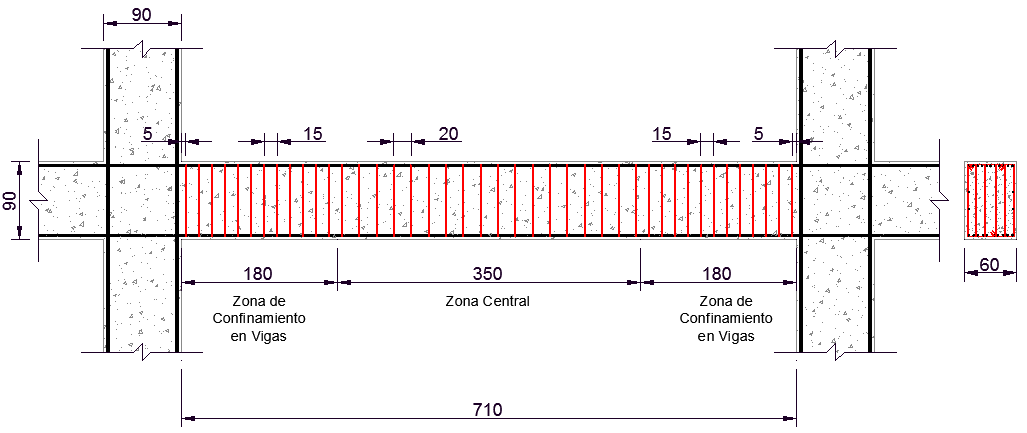 90
5
15
20
15
5
90
60
180
350
180
Zona de
Confinamiento
en Vigas
Zona Central
Zona de
Confinamiento
en Vigas
710